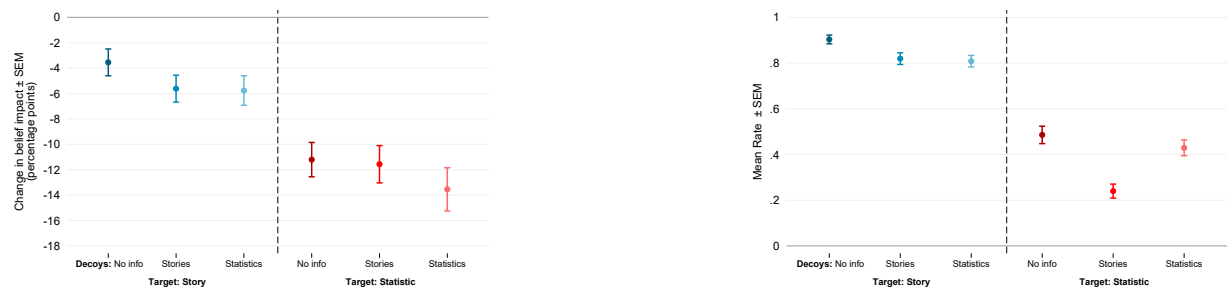 Change in belief impact ± SEM
(percentage points)
0
-2
-4
-6
-8
-10
-12
-14
-16
-18
Decoys: No info
Stories
Statistics
No info
Stories
Statistics
Target: Story
Target: Statistic
Mean Rate ± SEM
1
.8
.6
.4
.2
0
Decoys: No info
Stories
Statistics
No info
Stories
Statistics
Target: Story
Target: Statistic